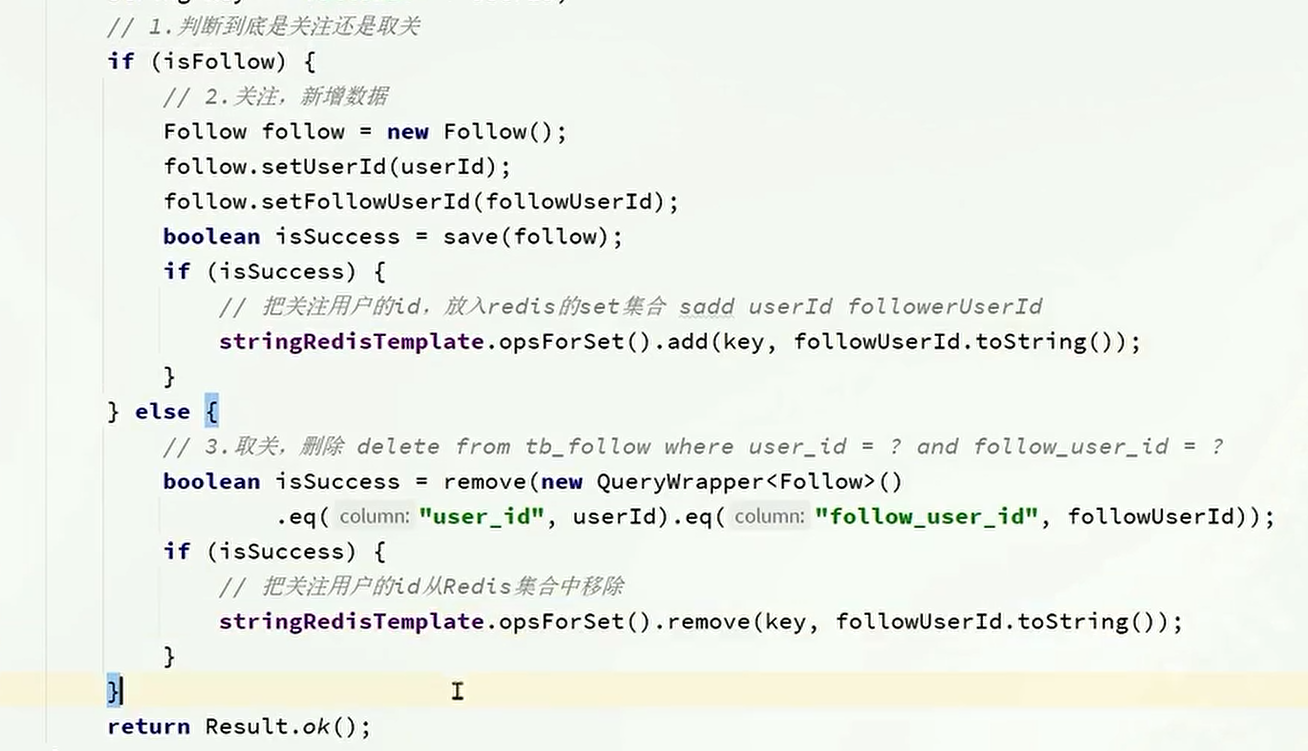 // 1.判断到底是关注还是取关
if (isFollow) {
// 2.关注，新增数据
Follow follow = new Follow();
follow.setUserId(userId);
follow.setFollowUserId(followUserId);
boolean isSuccess = save(follow);
if (isSuccess) {
// 把关注用户的id，放入redis的set集合 sadd userId followerUserId
stringRedisTemplate.opsForSet().add(key, followUserId.toString());
}
} else {
// 3.取关，删除 delete from tb_follow where user_id = ? and follow_user_id = ?
boolean isSuccess = remove(new QueryWrapper<Follow>()
.eq( column: "user_id", userId).eq( column: "follow_user_id", followUserId));
if (isSuccess) {
// 把关注用户的id从Redis集合中移除
stringRedisTemplate.opsForSet().remove(key, followUserId.toString());
}
}
return Result.ok();